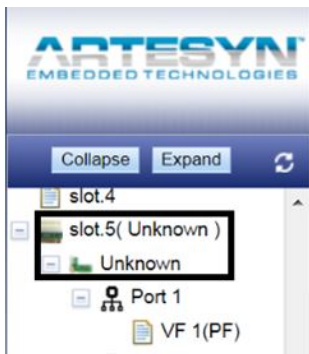 ARTESYN
EMBEDDED TECHNOLOGIES
Collapse Expand
slot.4
slot.5( Unknown )
Unknown
Port 1
VF 1(PF)